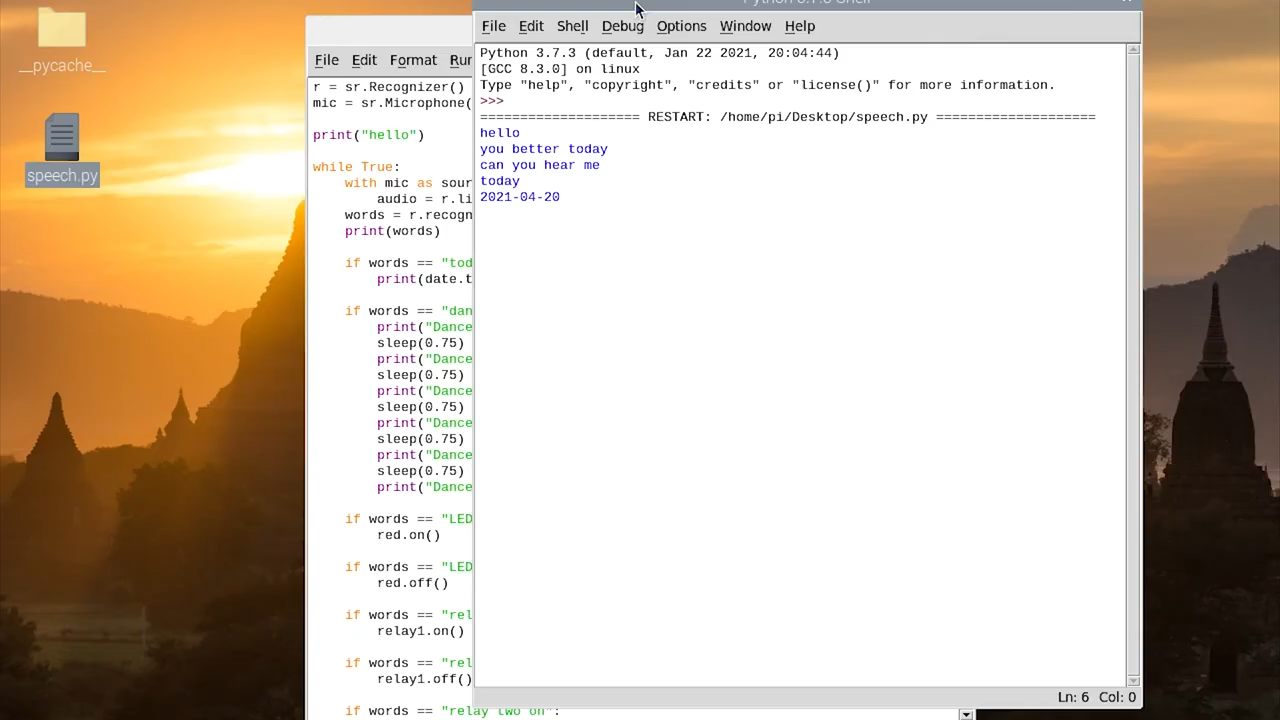 __pycache__
speech.py
File Edit Format Ru
r = sr.Recognizer()
mic = sr.Microphone(
print("hello")
while True:
with mic as sour
audio = r.li
words = r.recogn
print(words)
if words == "tod
print(date.t
if words == "dan
print("Dance
sleep(0.75)
print("Dance
sleep(0.75)
print("Dance
sleep(0.75)
print("Dance
sleep(0.75)
print("Dance
sleep(0.75)
print("Dance
if words == "LED
red.on()
if words == "LED
red.off()
if words == "rel
relay1.on()
if words == "rel
relay1.off()
if words == "relay two on":
File Edit Shell Debug Options Window Help
Python 3.7.3 (default, Jan 22 2021, 20:04:44)
[GCC 8.3.0] on linux
Type "help", "copyright", "credits" or "license()" for more information.
>>>
==================== RESTART: /home/pi/Desktop/speech.py ====================
hello
you better today
can you hear me
today
2021-04-20
Ln: 6 Col: 0